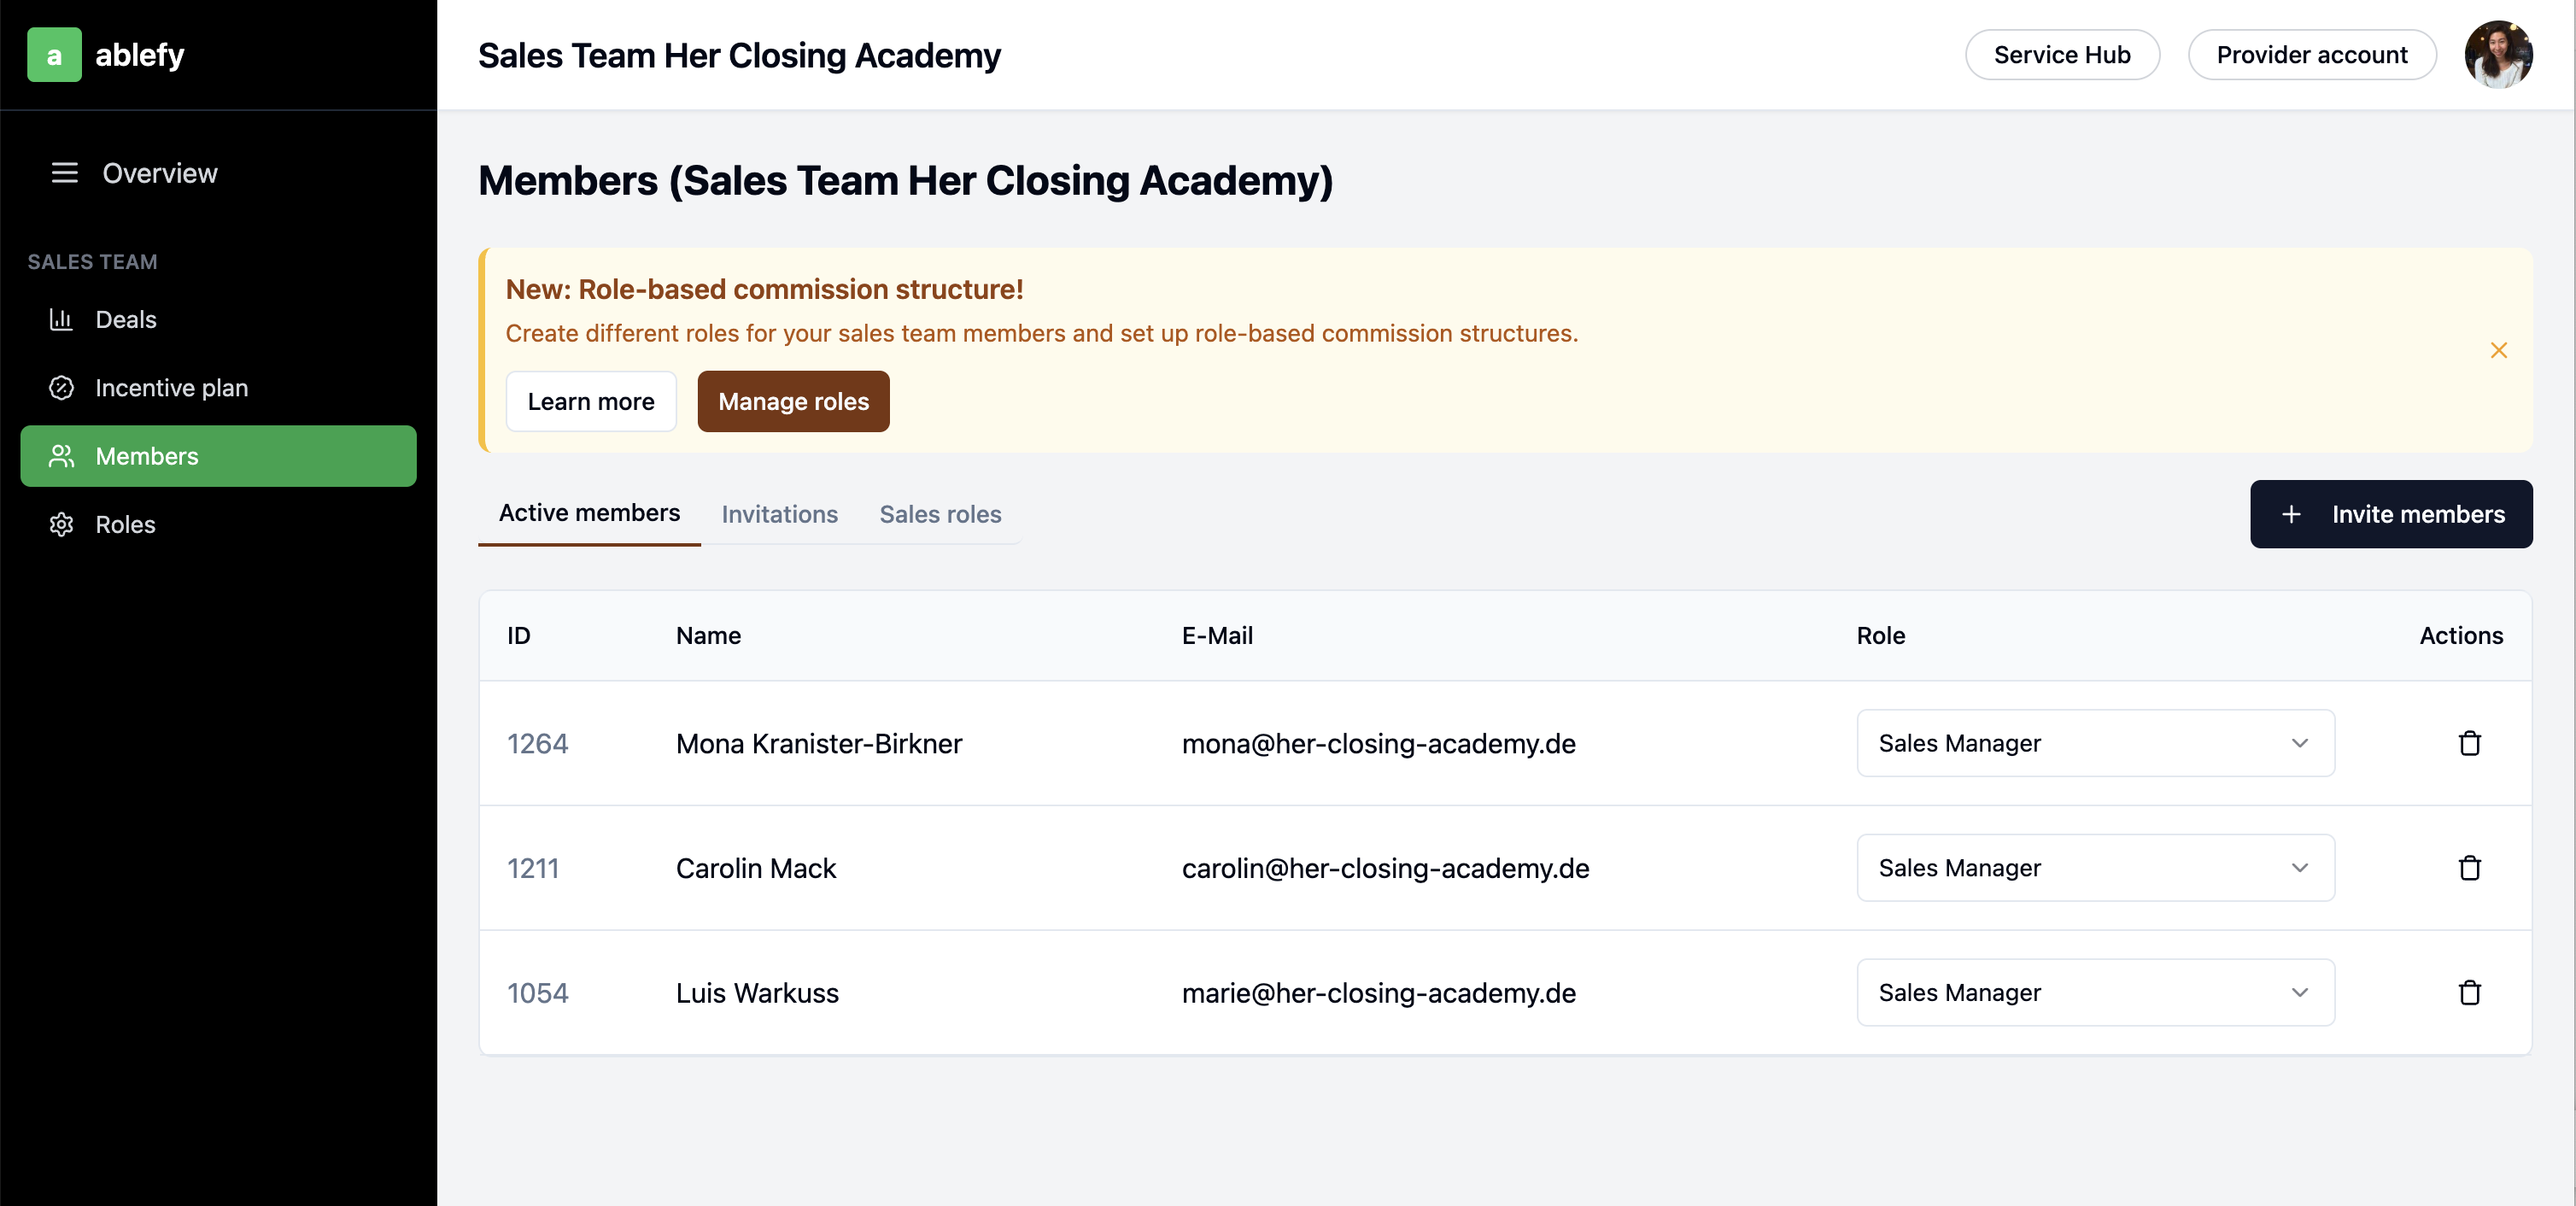 a ablefy
Sales Team Her Closing Academy
Service Hub
Provider account
Overview
SALES TEAM
Deals
Incentive plan
Members
Roles
Members (Sales Team Her Closing Academy)
New: Role-based commission structure!
Create different roles for your sales team members and set up role-based commission structures.
Learn more
Manage roles
Active members
Invitations
Sales roles
+ Invite members
ID Name E-Mail Role Actions
1264 Mona Kranister-Birkner mona@her-closing-academy.de Sales Manager
1211 Carolin Mack carolin@her-closing-academy.de Sales Manager
1054 Luis Warkuss marie@her-closing-academy.de Sales Manager